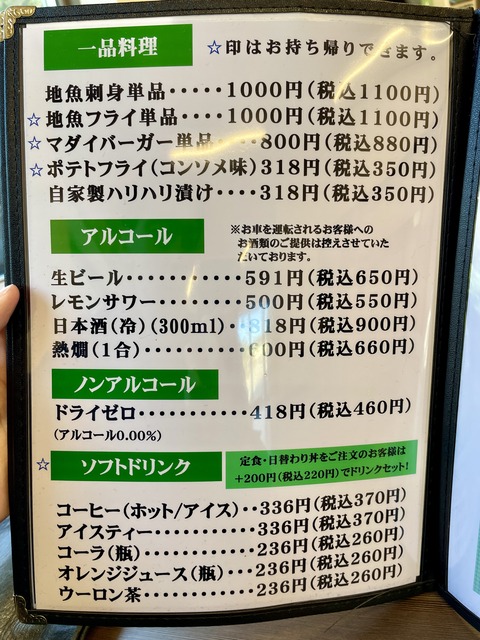 一品料理
☆印はお持ち帰りできます。
地魚刺身単品・・・・・1000円(税込1100円)
☆地魚フライ単品・・・・1000円(税込1100円)
☆マダイバーガー単品・・・・800円(税込880円)
☆ポテトフライ(コンソメ味)318円(税込350円)
自家製ハリハリ漬け・・・・318円(税込350円)
アルコール
※お車を運転されるお客様への
お酒類のご提供は控えさせていた
だいております。
生ビール・・・・・・・・・・・591円(税込650円)
レモンサワー・・・・・・・・・500円(税込550円)
日本酒(冷)(300ml)・・818円(税込900円)
熱燗(1合)・・・・・・・・・・600円(税込660円)
ノンアルコール
ドライゼロ・・・・・・・・・・・418円(税込460円)
(アルコール0.00%)
☆ソフトドリンク
定食・日替わり丼をご注文のお客様は
+200円(税込220円)でドリンクセット!
コーヒー(ホット/アイス)・・336円(税込370円)
アイスティー・・・・・・・・・・336円(税込370円)
コーラ(瓶)・・・・・・・・・・・236円(税込260円)
オレンジジュース(瓶)・・・236円(税込260円)
ウーロン茶・・・・・・・・・・・236円(税込260円)